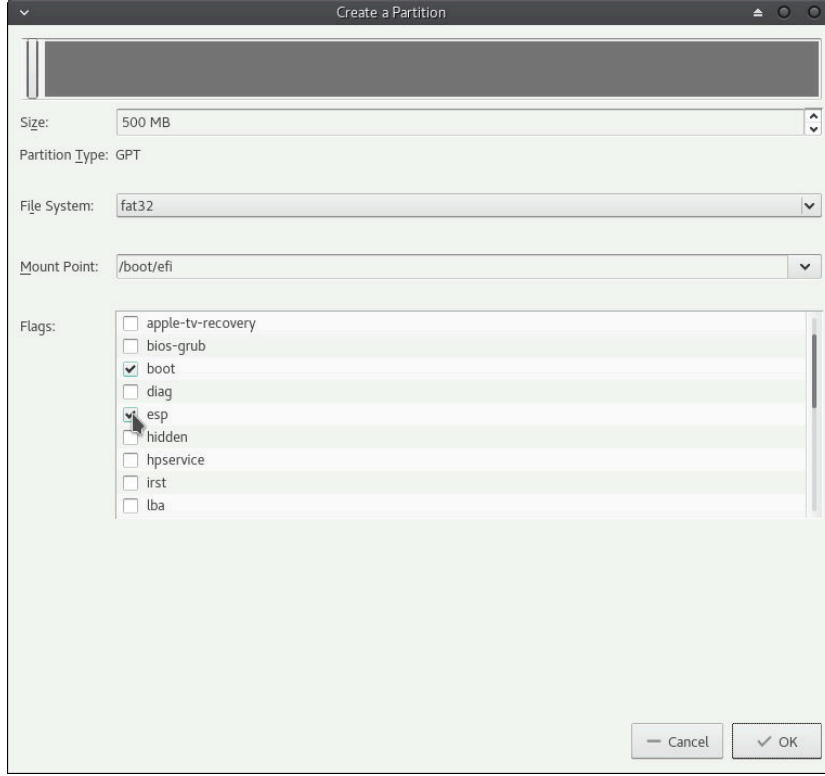 Create a Partition
Size: 500 MB
Partition Type: GPT
File System: fat32
Mount Point: /boot/efi
Flags: apple-tv-recovery
bios-grub
boot
diag
esp
hidden
hpservice
irst
lba
Cancel OK